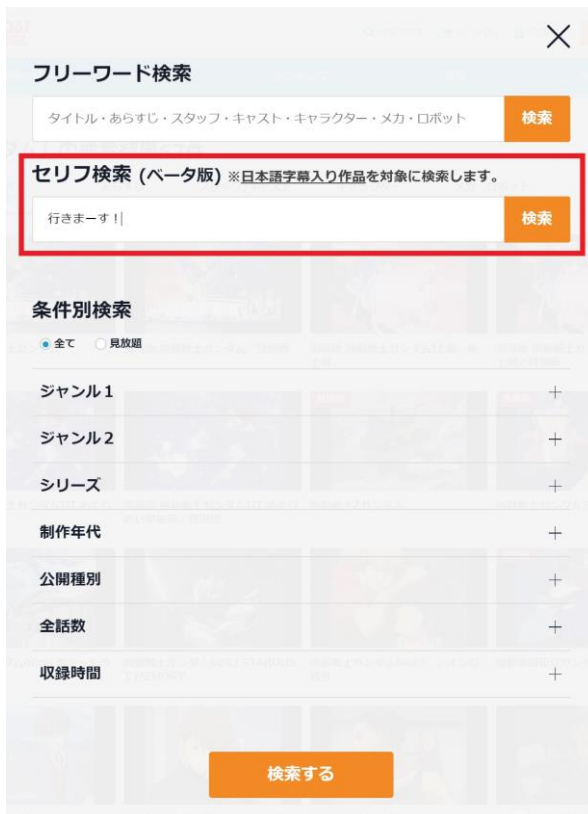 フリーワード検索
タイトル・あらすじ・スタッフ・キャスト・キャラクター・メカ・ロボット 検索
セリフ検索 (ベータ版) ※日本語字幕入り作品を対象に検索します。
行きまーす! 検索
条件別検索
全て 見放題
ジャンル1
ジャンル2
シリーズ
制作年代
公開種別
全話数
収録時間
検索する